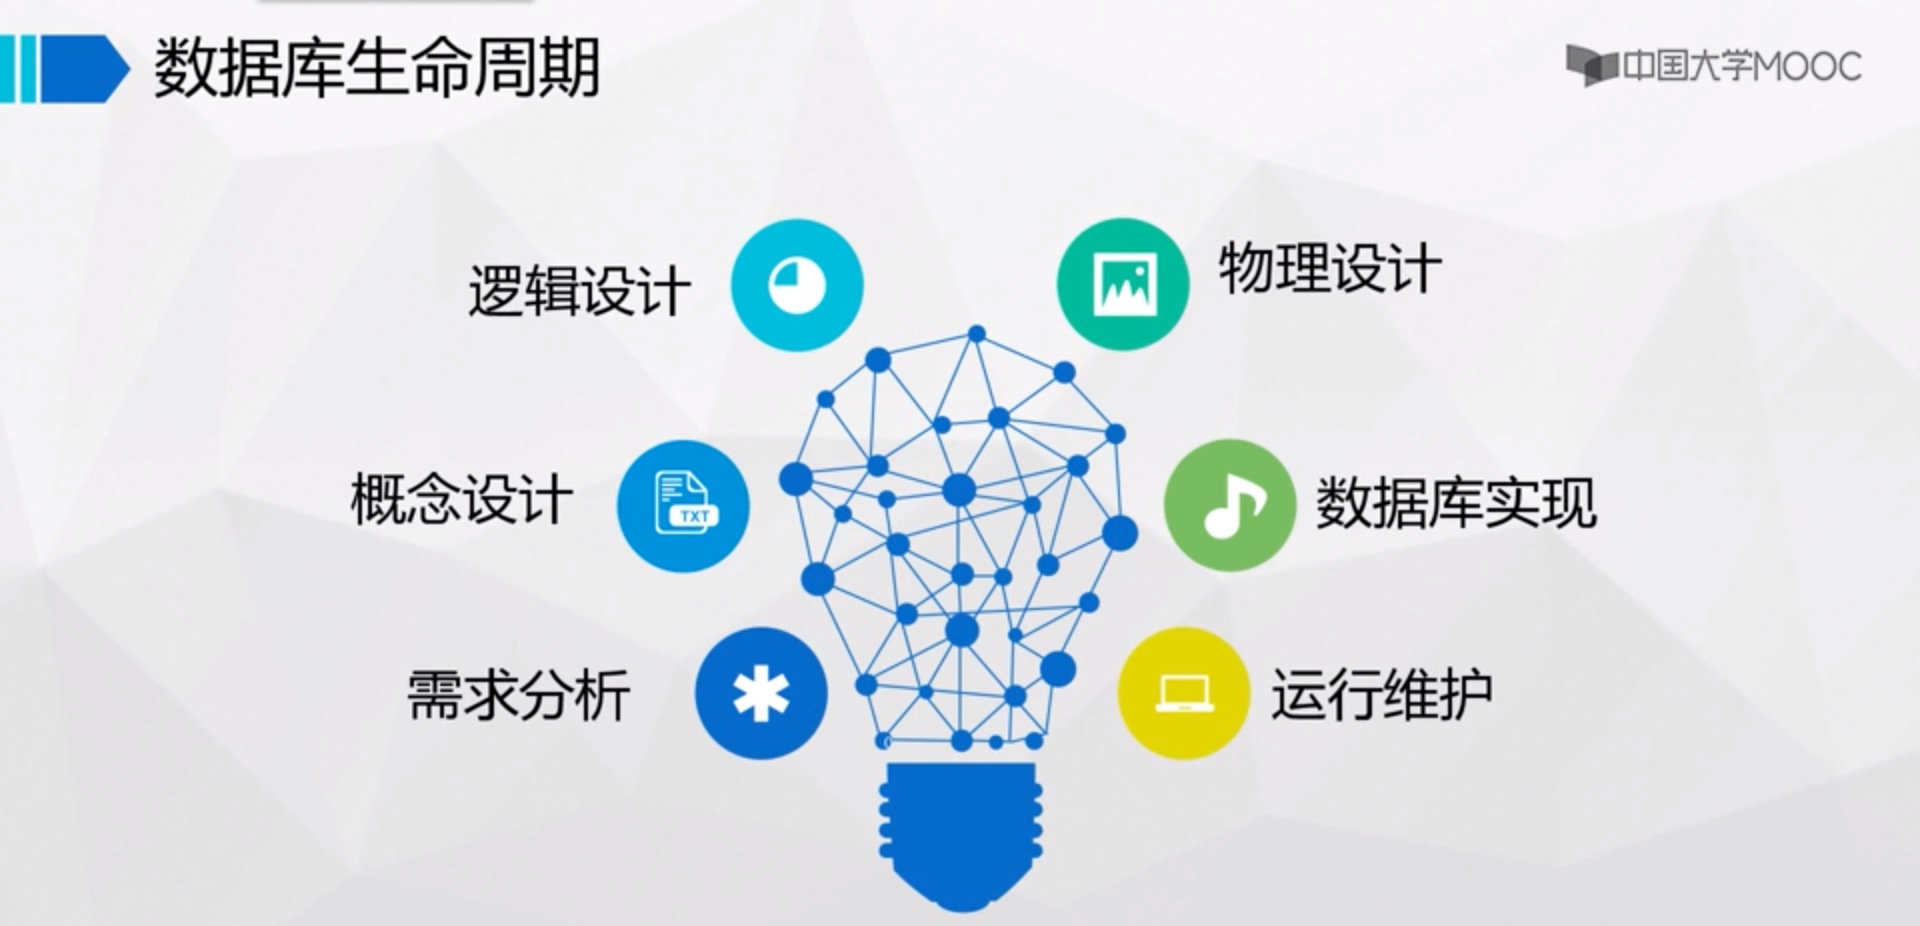 数据库生命周期
中国大学MOOC
逻辑设计
物理设计
概念设计
TXT
数据库实现
需求分析
运行维护